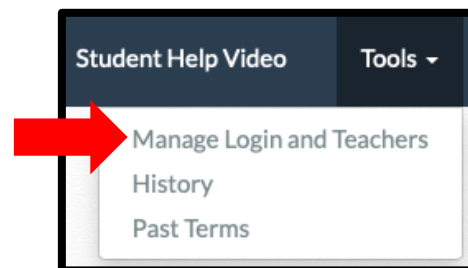 Student Help Video Tools
Manage Login and Teachers
History
Past Terms